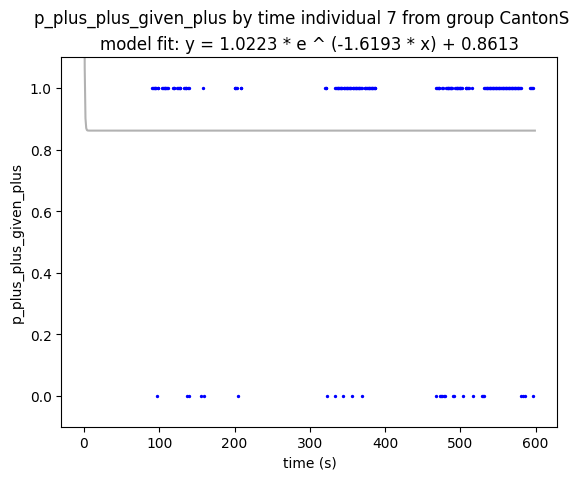 p_plus_plus_given_plus by time individual 7 from group CantonS
model fit: y = 1.0223 * e ^ (-1.6193 * x) + 0.8613
1.0
0.8
0.6
0.4
0.2
0.0
p_plus_plus_given_plus
0 100 200 300 400 500 600
time (s)